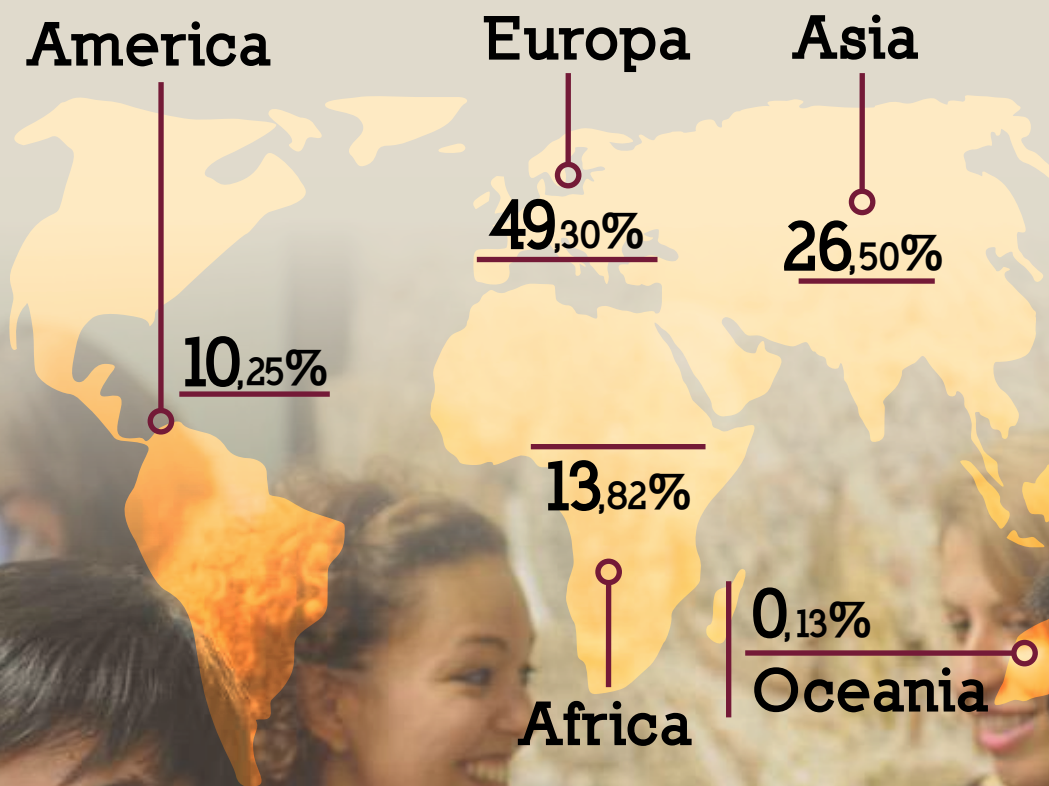 America
Europa
Asia
49,30%
26,50%
10,25%
13,82%
0,13%
Oceania
Africa